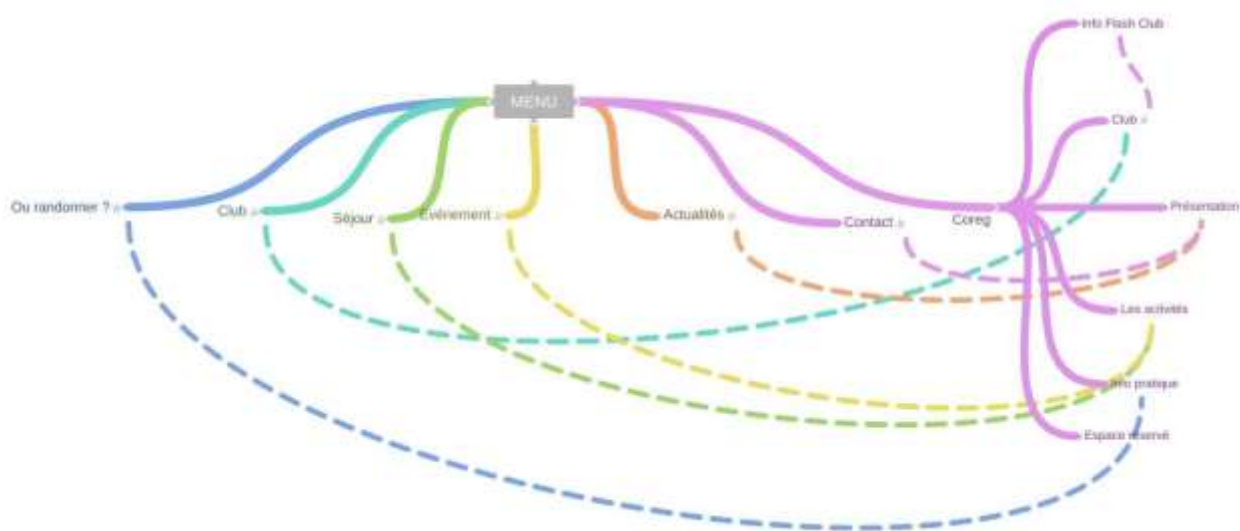 Info Flash Club
MENU
Club
Ou randonner ?
Club
Séjour
Evénement
Actualités
Contact
Coreg
Présentation
Les activités
Info pratique
Espace réservé